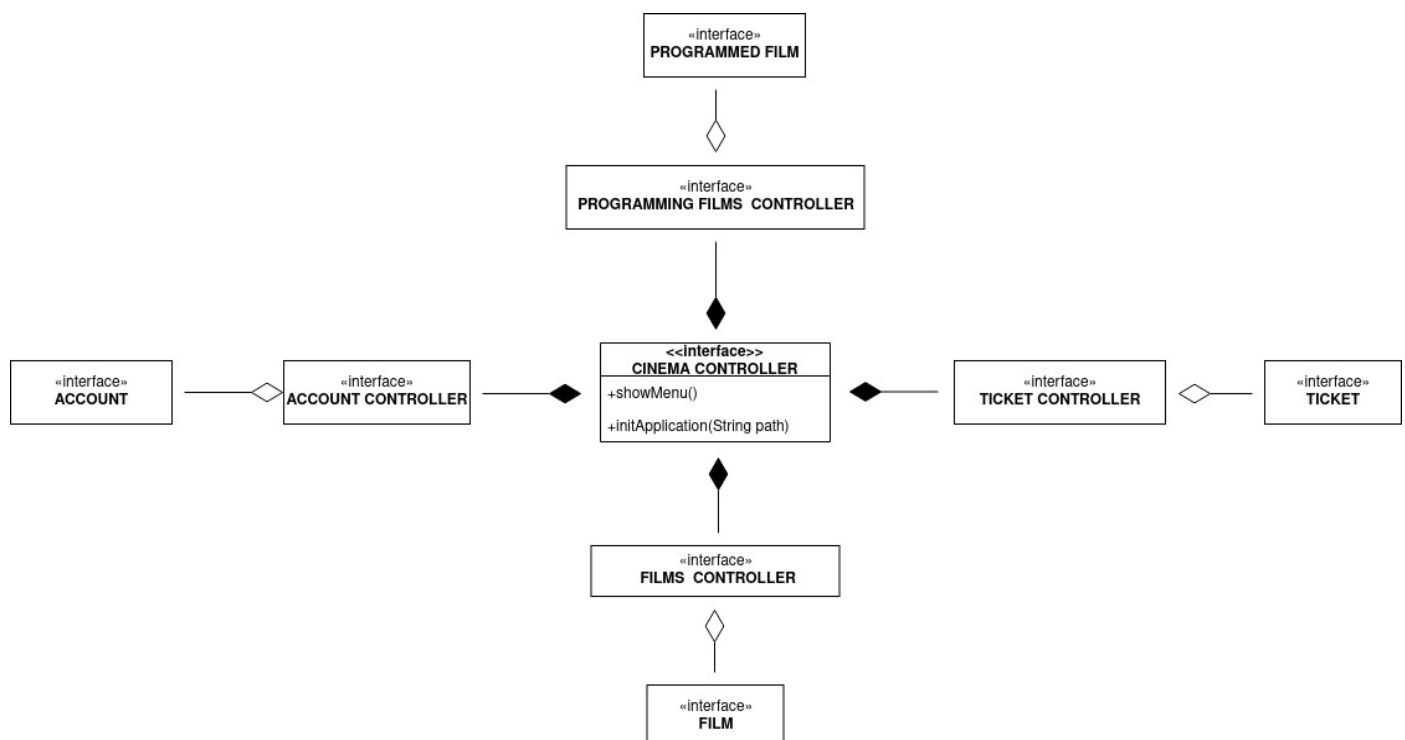 «interface»
PROGRAMMED FILM
«interface»
PROGRAMMING FILMS  CONTROLLER
«interface»
ACCOUNT
«interface»
ACCOUNT CONTROLLER
<<interface>>
CINEMA CONTROLLER
+showMenu()
+initApplication(String path)
«interface»
TICKET CONTROLLER
«interface»
TICKET
«interface»
FILMS  CONTROLLER
«interface»
FILM